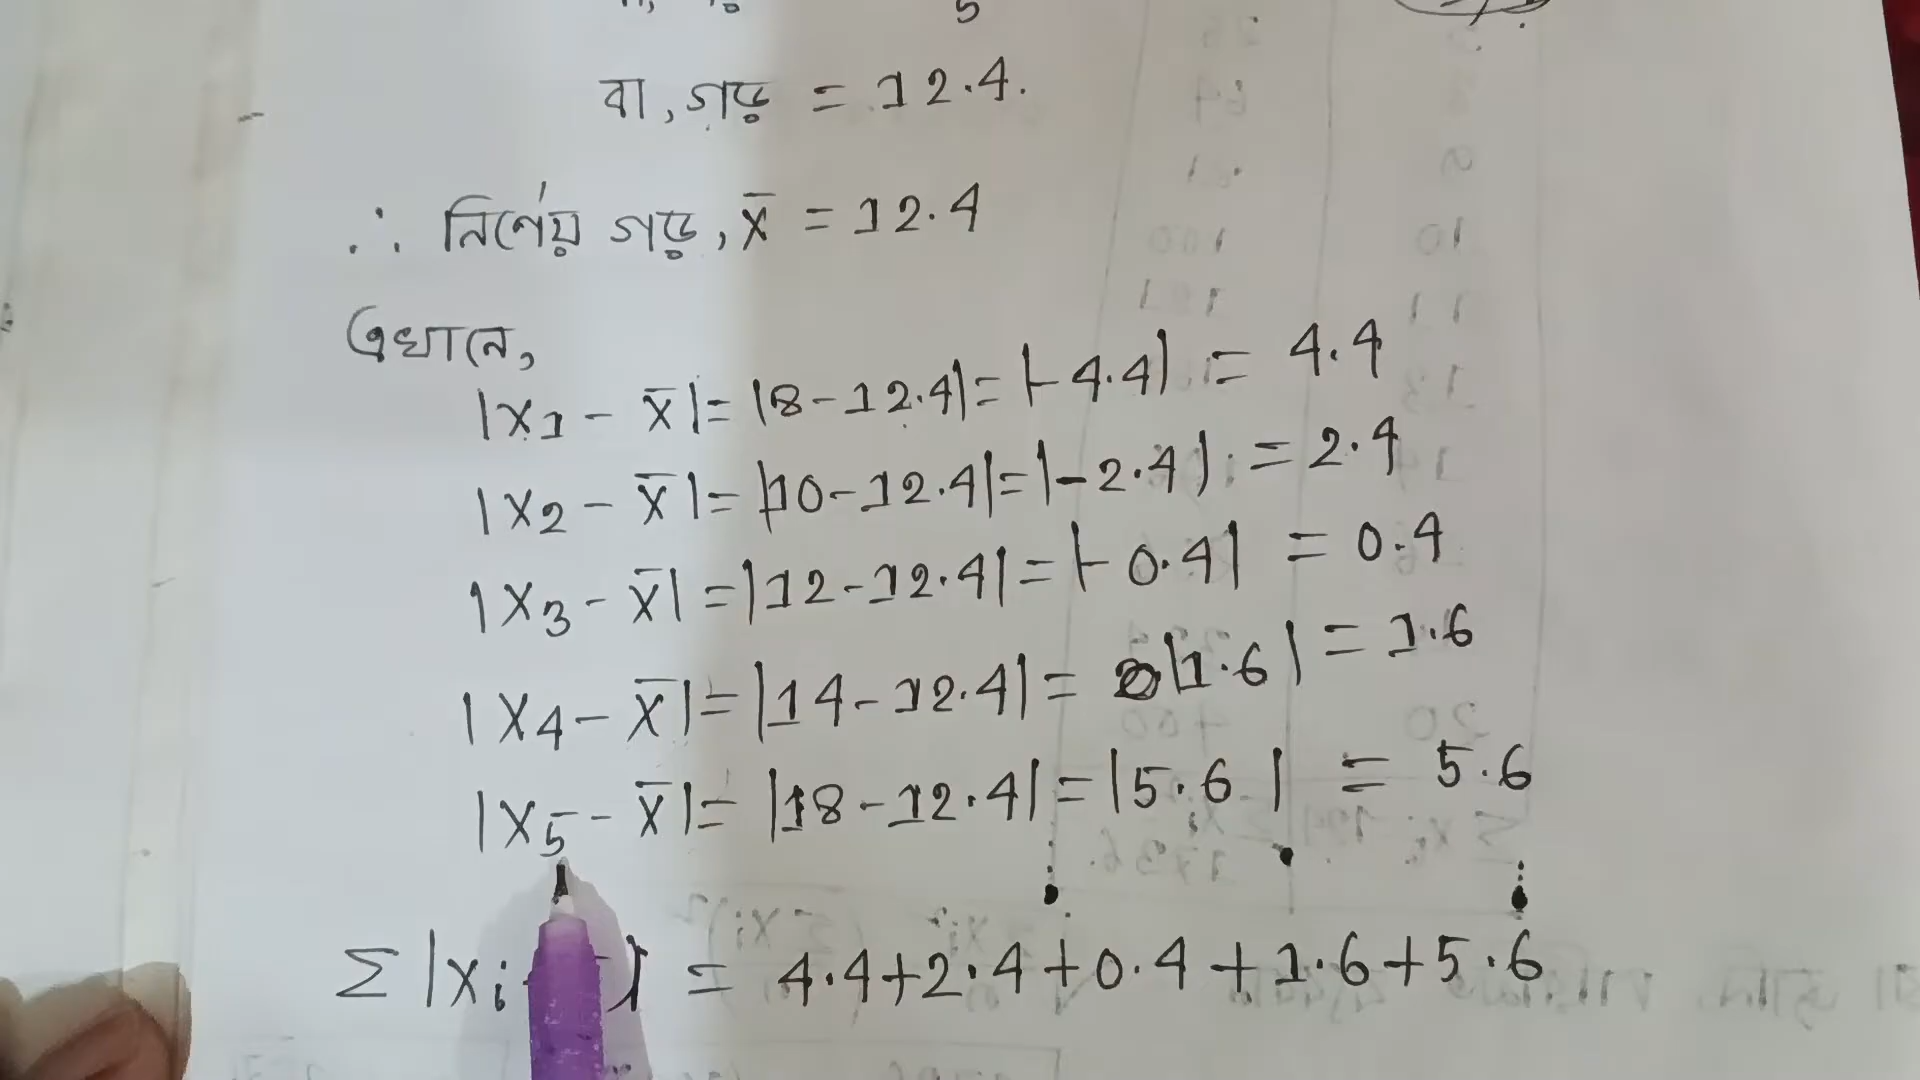 5
বা, গড় = 12.4.
∴ নির্ণেয় গড়, x̄ = 12.4
এখানে,
|x₁ - x̄| = |8-12.4| = |-4.4| = 4.4
|x₂ - x̄| = |10-12.4| = |-2.4| = 2.4
|x₃ - x̄| = |12-12.4| = |-0.4| = 0.4
|x₄ - x̄| = |14-12.4| = |1.6| = 1.6
|x₅ - x̄| = |18-12.4| = |5.6| = 5.6
Σ|xᵢ - | = 4.4+2.4+0.4+1.6+5.6